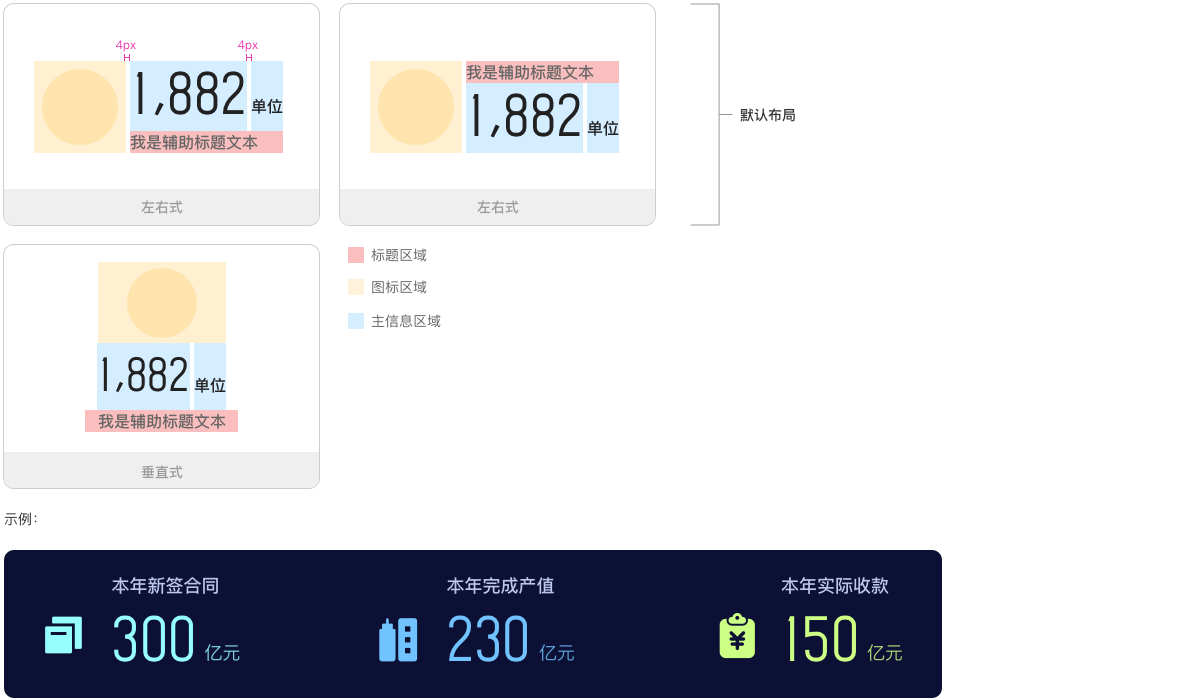 4px 4px
1,882 单位
我是辅助标题文本
左右式
我是辅助标题文本
1,882 单位
左右式
默认布局
1,882 单位
我是辅助标题文本
垂直式
标题区域
图标区域
主信息区域
示例：
本年新签合同
300 亿元
本年完成产值
230 亿元
本年实际收款
¥
150 亿元